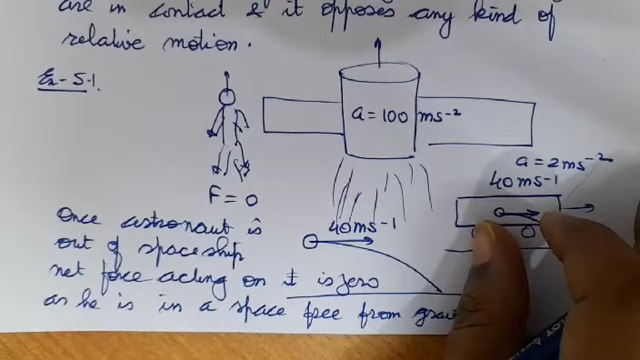 are in contact & it opposes any kind of
relative motion.
Ex-5.1.
a = 100 ms-2
a = 2ms-2
40ms-1
F = 0
Once astronaut is
40ms-1
out of spaceship
net force acting on it is zero
as he is in a space free from